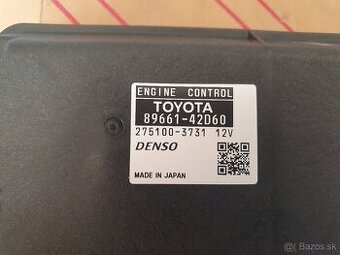 ENGINE CONTROL
TOYOTA
89661-42D60
275100-3731 12V
DENSO
MADE IN JAPAN
Bazos.sk